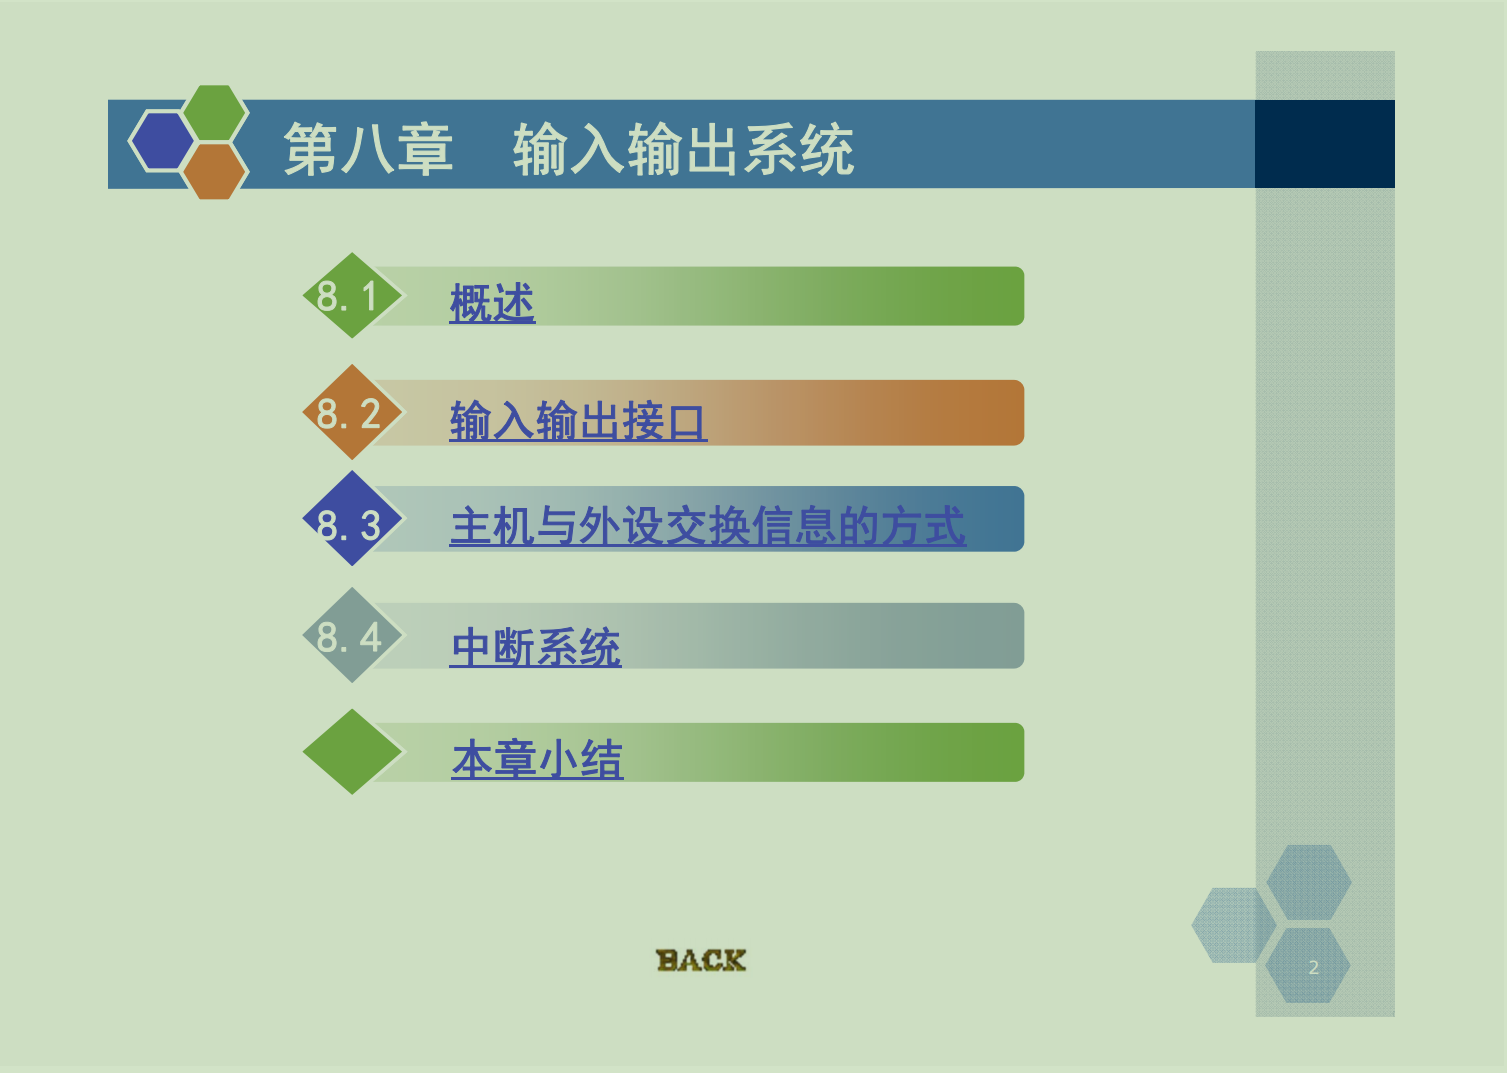 第八章 输入输出系统
8.1 概述
8.2 输入输出接口
8.3 主机与外设交换信息的方式
8.4 中断系统
本章小结
BACK
2